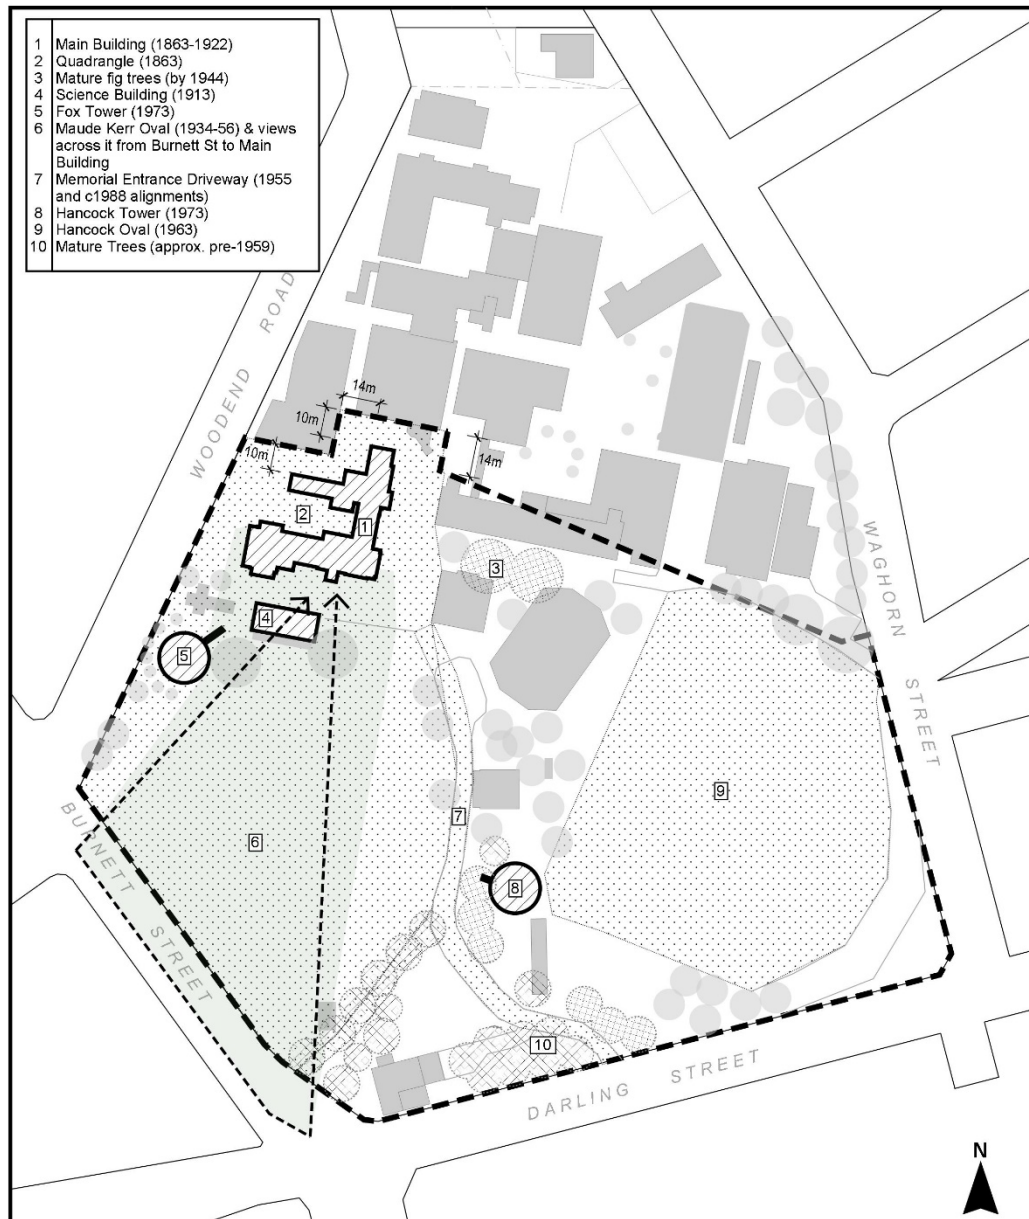 1 Main Building (1863-1922)
2 Quadrangle (1863)
3 Mature fig trees (by 1944)
4 Science Building (1913)
5 Fox Tower (1973)
6 Maude Kerr Oval (1934-56) & views
across it from Burnett St to Main
Building
7 Memorial Entrance Driveway (1955
and c1988 alignments)
8 Hancock Tower (1973)
9 Hancock Oval (1963)
10 Mature Trees (approx. pre-1959)
WOODEND ROAD
14m
10m
10m
14m
2
1
3
4
5
WAGHORN STREET
9
7
6
8
BURNETT STREET
10
DARLING STREET
N